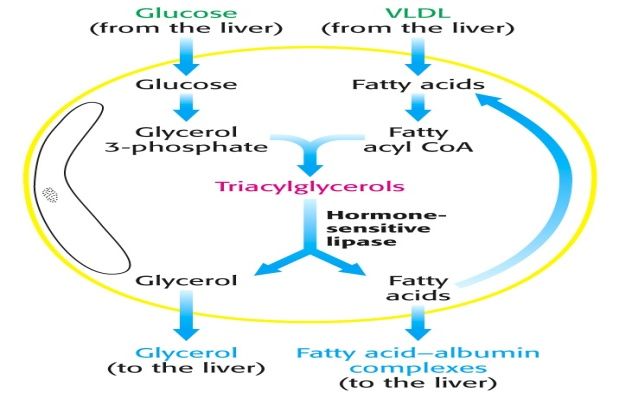 Glucose
(from the liver)
VLDL
(from the liver)
Glucose
Fatty acids
Glycerol
3-phosphate
Fatty
acyl CoA
Triacylglycerols
Hormone-
sensitive
lipase
Glycerol
Fatty
acids
Glycerol
(to the liver)
Fatty acid–albumin
complexes
(to the liver)